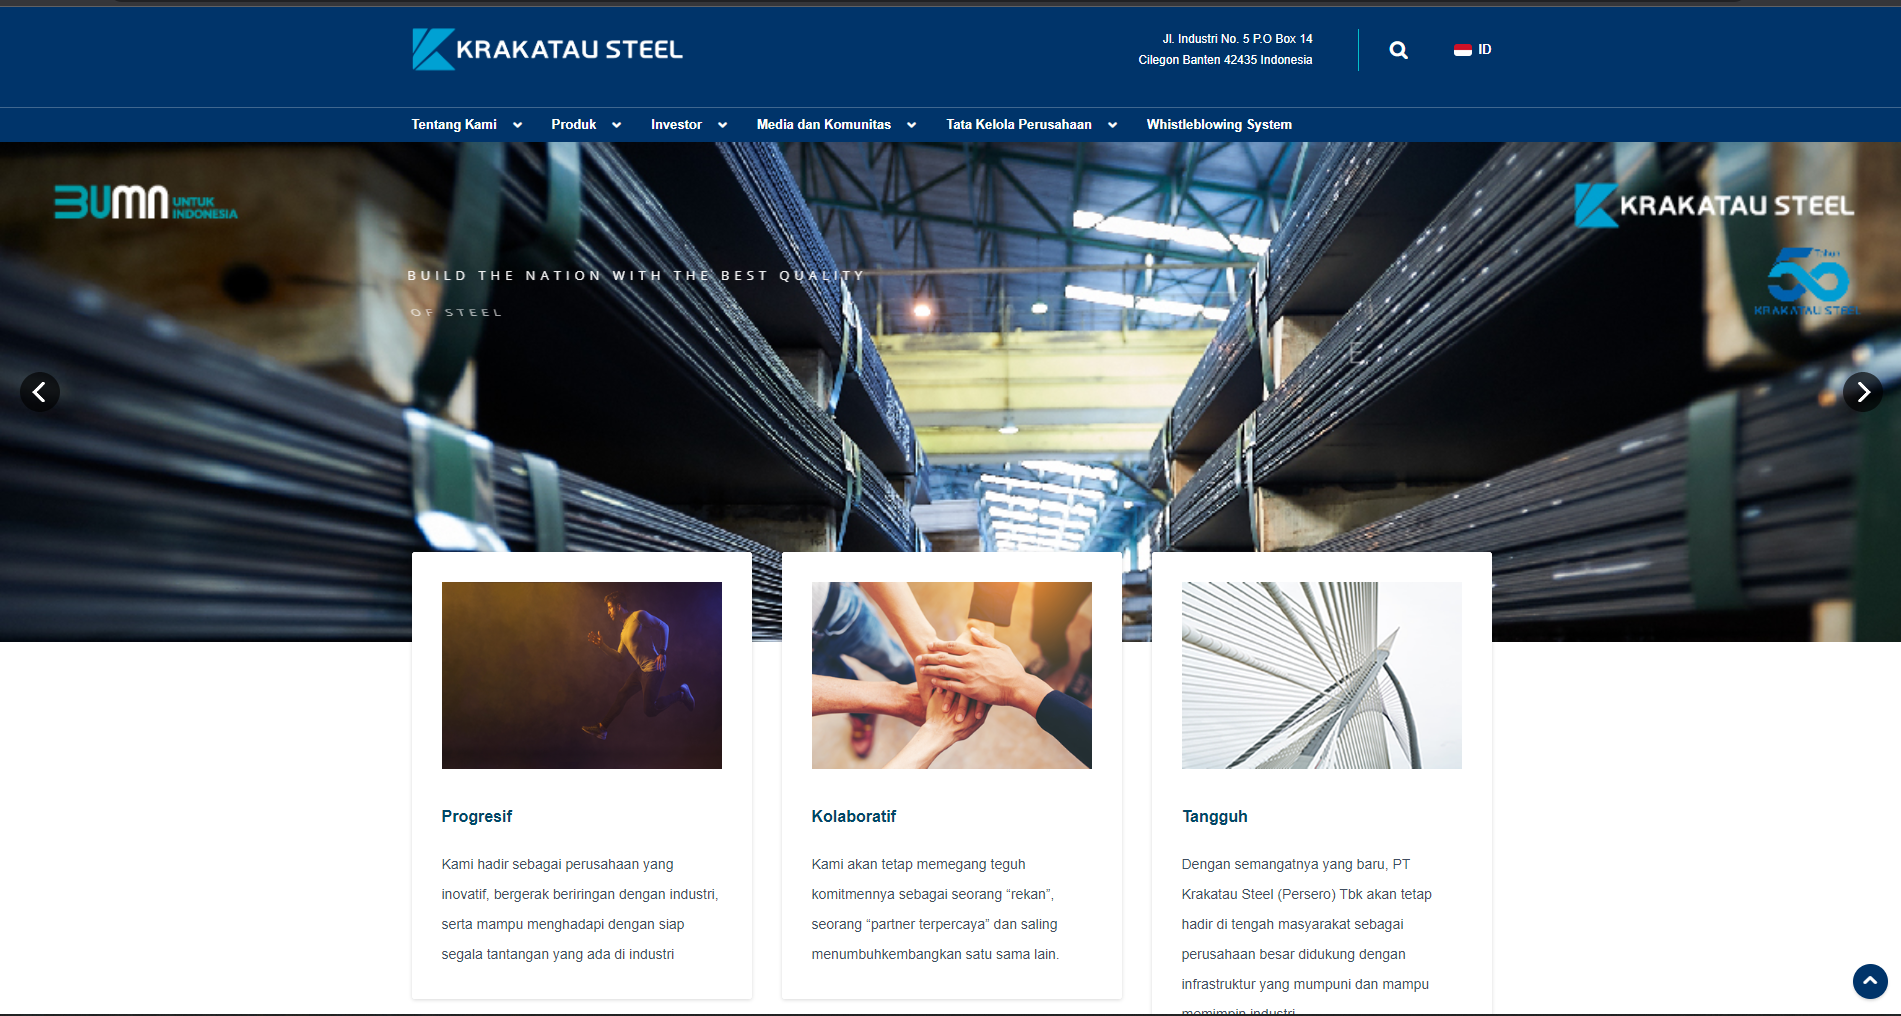 KRAKATAU STEEL
Jl. Industri No. 5 P.O Box 14
Cilegon Banten 42435 Indonesia
ID
Tentang Kami
Produk
Investor
Media dan Komunitas
Tata Kelola Perusahaan
Whistleblowing System
BUMN UNTUK INDONESIA
KRAKATAU STEEL
50 Tahun
KRAKATAU STEEL
BUILD THE NATION WITH THE BEST QUALITY
OF STEEL
E
Progresif
Kami hadir sebagai perusahaan yang
inovatif, bergerak beriringan dengan industri,
serta mampu menghadapi dengan siap
segala tantangan yang ada di industri
Kolaboratif
Kami akan tetap memegang teguh
komitmennya sebagai seorang “rekan”,
seorang “partner terpercaya” dan saling
menumbuhkembangkan satu sama lain.
Tangguh
Dengan semangatnya yang baru, PT
Krakatau Steel (Persero) Tbk akan tetap
hadir di tengah masyarakat sebagai
perusahaan besar didukung dengan
infrastruktur yang mumpuni dan mampu
memimpin industri